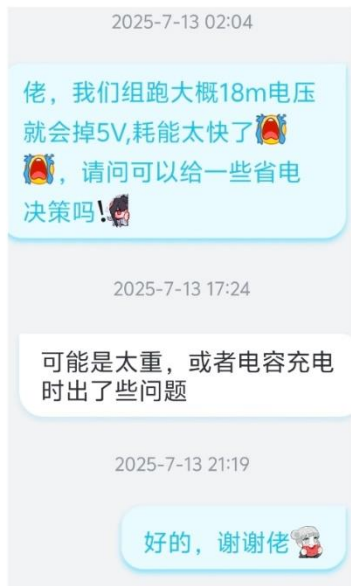 2025-7-13 02:04
佬，我们组跑大概18m电压
就会掉5V,耗能太快了
，请问可以给一些省电
决策吗
2025-7-13 17:24
可能是太重，或者电容充电
时出了些问题
2025-7-13 21:19
好的，谢谢佬